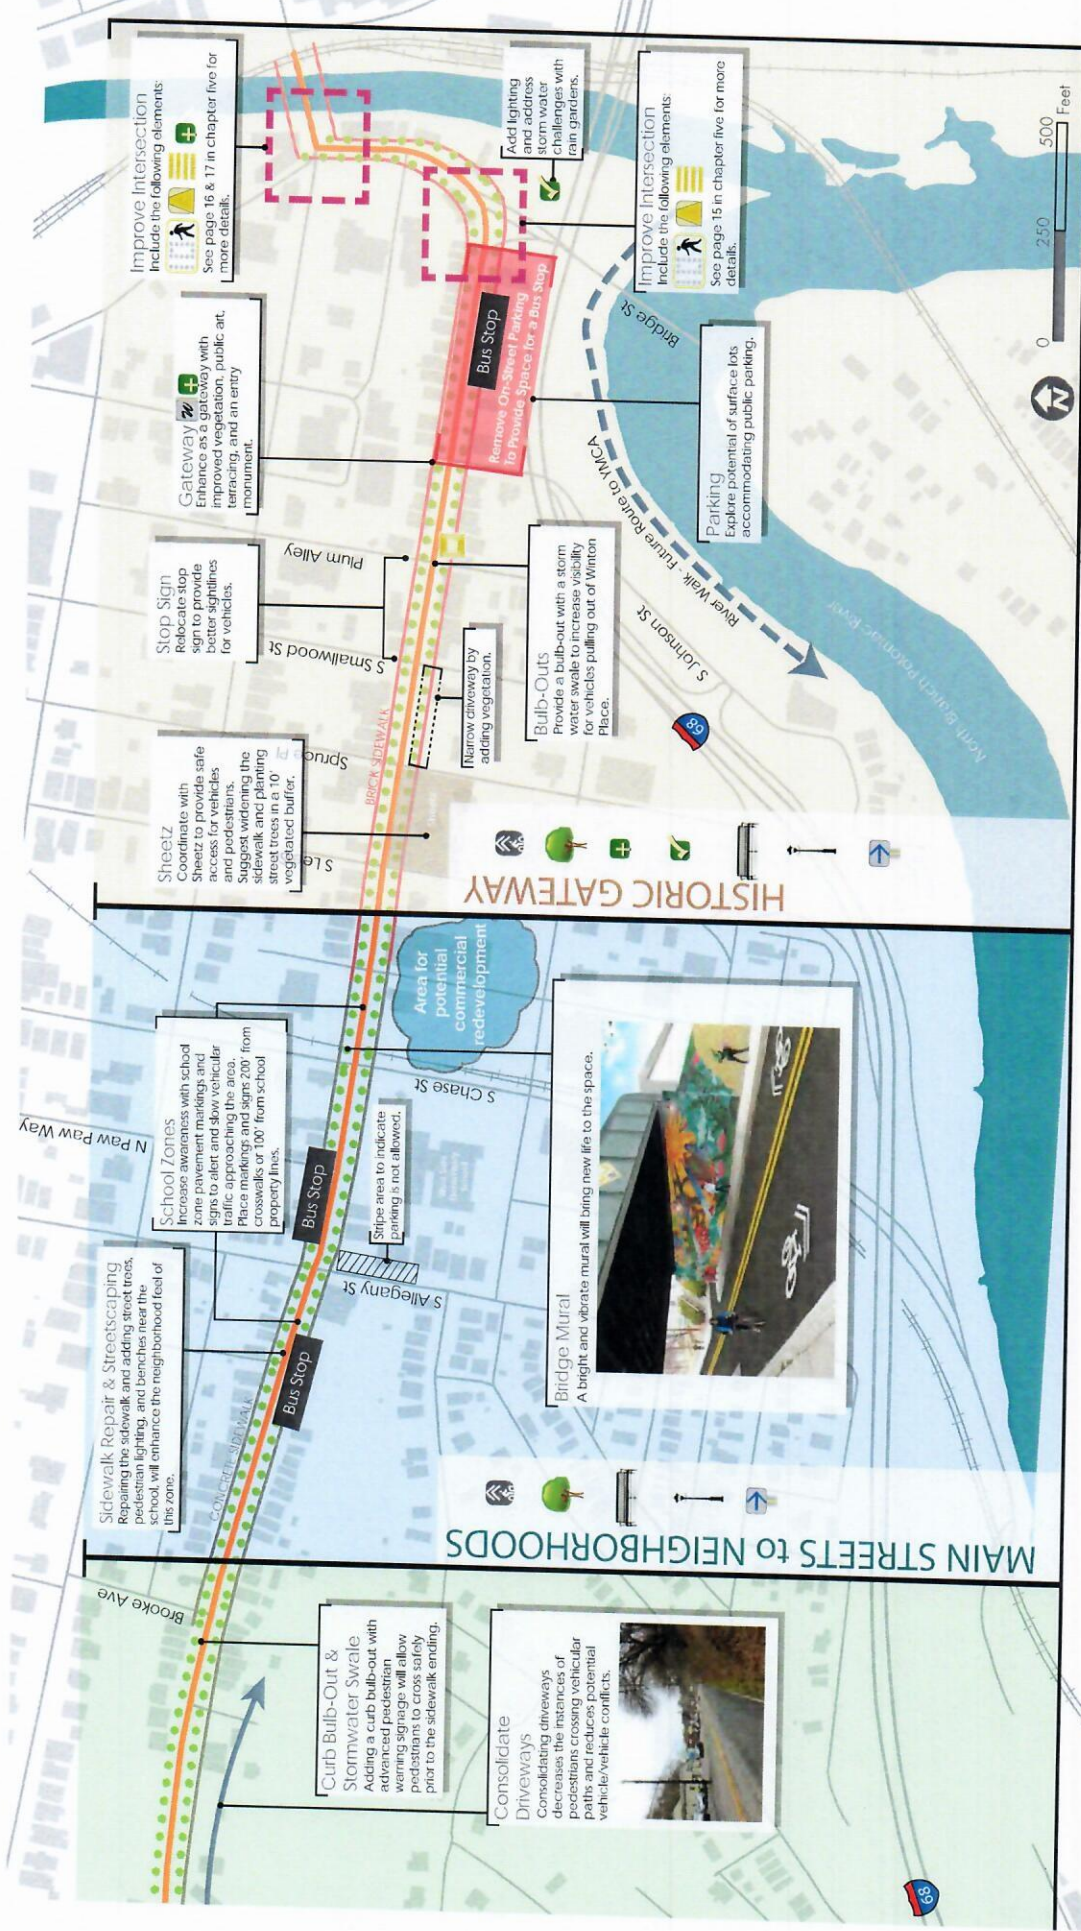 Curb Bulb-Out &
Stormwater Swale
Adding a curb bulb-out with
advanced pedestrian
warning signage will allow
pedestrians to cross safely
prior to the sidewalk ending.
Consolidate
Driveways
Consolidating driveways
decreases the instances of
pedestrians crossing vehicular
paths and reduces potential
vehicle/vehicle conflicts.
68
Brooke Ave
MAIN STREETS to NEIGHBORHOODS
Sidewalk Repair & Streetscaping
Repairing the sidewalk and adding street trees,
pedestrian lighting, and benches near the
school, will enhance the neighborhood feel of
this zone.
CONCRETE SIDEWALK
Bus Stop
Bus Stop
S Allegany St
Stripe area to indicate
parking is not allowed.
N Paw Paw Way
School Zones
Increase awareness with school
zone pavement markings and
signs to alert and slow vehicular
traffic approaching the area.
Place markings and signs 200' from
crosswalks or 100' from school
property lines.
S Chase St
Area for
potential
commercial
redevelopment
Bridge Mural
A bright and vibrate mural will bring new life to the space.
HISTORIC GATEWAY
Sheetz
Coordinate with
Sheetz to provide safe
access for vehicles
and pedestrians.
Suggest widening the
sidewalk and planting
street trees in a 10'
vegetated buffer.
S Le
Spruce Pl
BRICK SIDEWALK
Stop Sign
Relocate stop
sign to provide
better sightlines
for vehicles.
S Smallwood St
Plum Alley
Narrow driveway by
adding vegetation.
Bulb-Outs
Provide a bulb-out with a storm
water swale to increase visibility
for vehicles pulling out of Winton
Place.
68
S Johnson St
Gateway
Enhance as a gateway with
improved vegetation, public art,
terracing, and an entry
monument.
Bus Stop
Remove On-Street Parking
To Provide Space for a Bus Stop
River Walk - Future Route to YMCA
Parking
Explore potential of surface lots
accommodating public parking.
Bridge St
North Branch Potomac River
Improve Intersection
Include the following elements:
See page 16 & 17 in chapter five for
more details.
Add lighting
and address
storm water
challenges with
rain gardens.
Improve Intersection
Include the following elements:
See page 15 in chapter five for more
details.
N
0 250 500
Feet